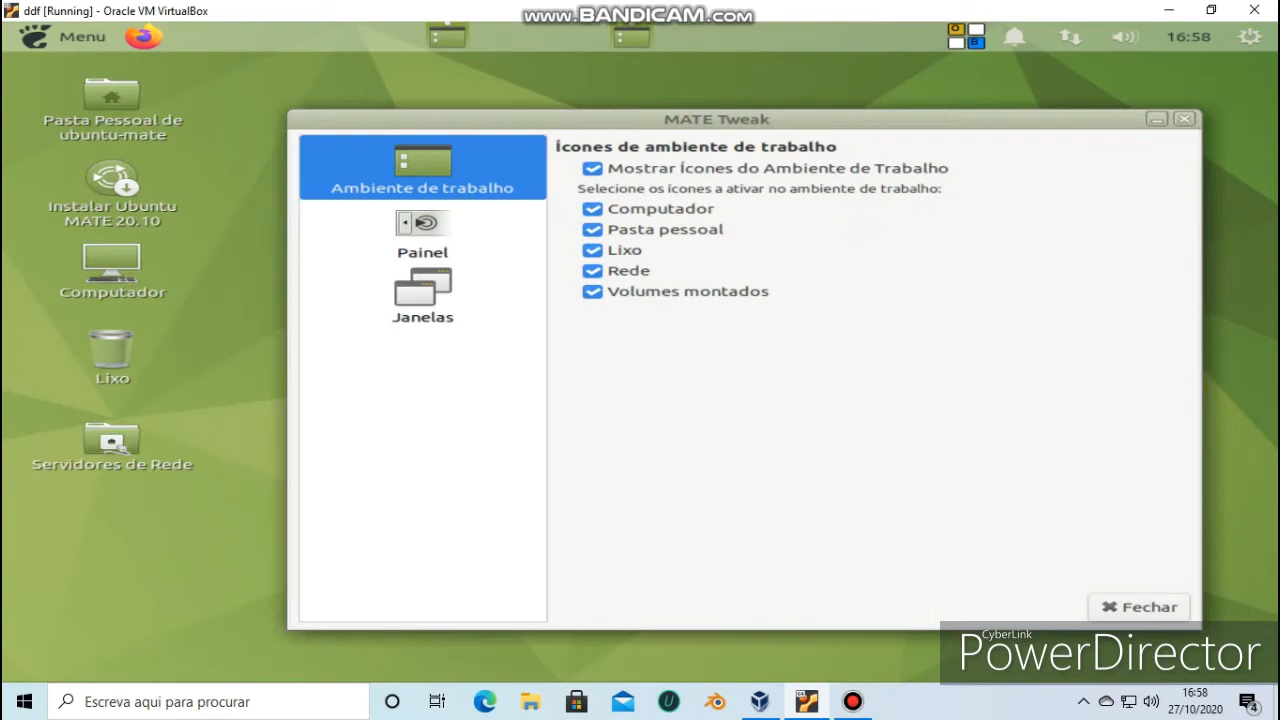 ddf [Running] - Oracle VM VirtualBox
www.BANDICAM.com
Menu
16:58
Pasta Pessoal de
ubuntu-mate
Instalar Ubuntu
MATE 20.10
Computador
Lixo
Servidores de Rede
MATE Tweak
Ambiente de trabalho
Painel
Janelas
Ícones de ambiente de trabalho
Mostrar Ícones do Ambiente de Trabalho
Selecione os ícones a ativar no ambiente de trabalho:
Computador
Pasta pessoal
Lixo
Rede
Volumes montados
Fechar
CyberLink
PowerDirector
Escreva aqui para procurar
16:58
27/10/2020
4